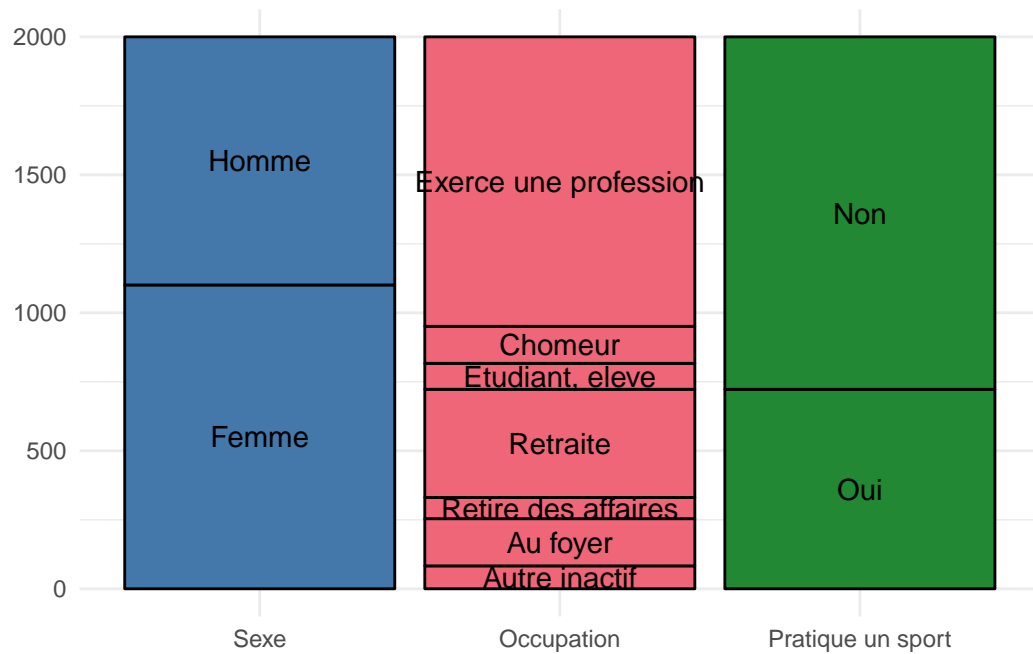 2000
1500
1000
500
0
Homme
Femme
Exerce une profession
Chomeur
Etudiant, eleve
Retraite
Retire des affaires
Au foyer
Autre inactif
Non
Oui
Sexe
Occupation
Pratique un sport